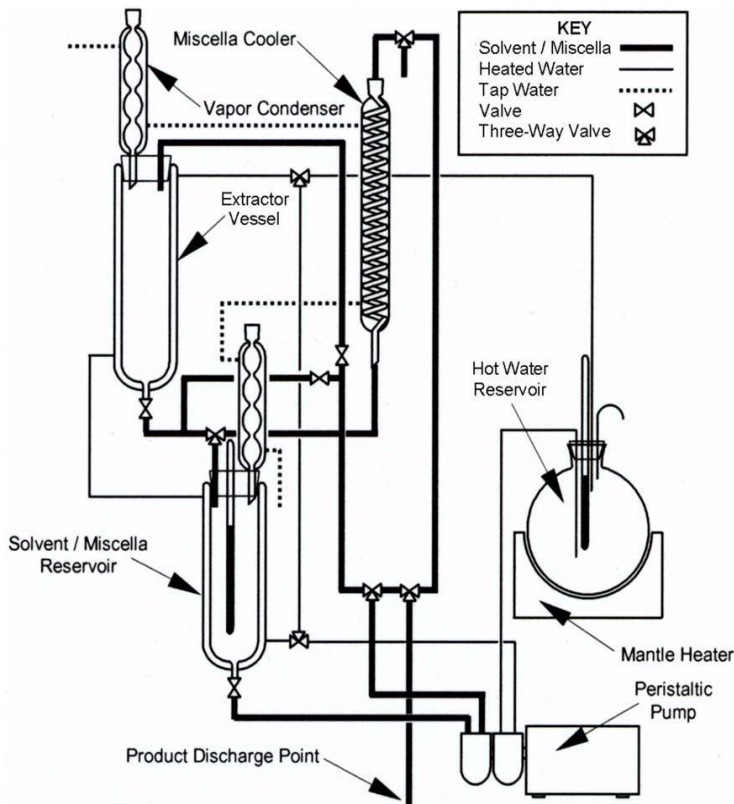 Miscella Cooler
Vapor Condenser
KEY
Solvent / Miscella
Heated Water
Tap Water
Valve
Three-Way Valve
Extractor
Vessel
Hot Water
Reservoir
Solvent / Miscella
Reservoir
Mantle Heater
Peristaltic
Pump
Product Discharge Point